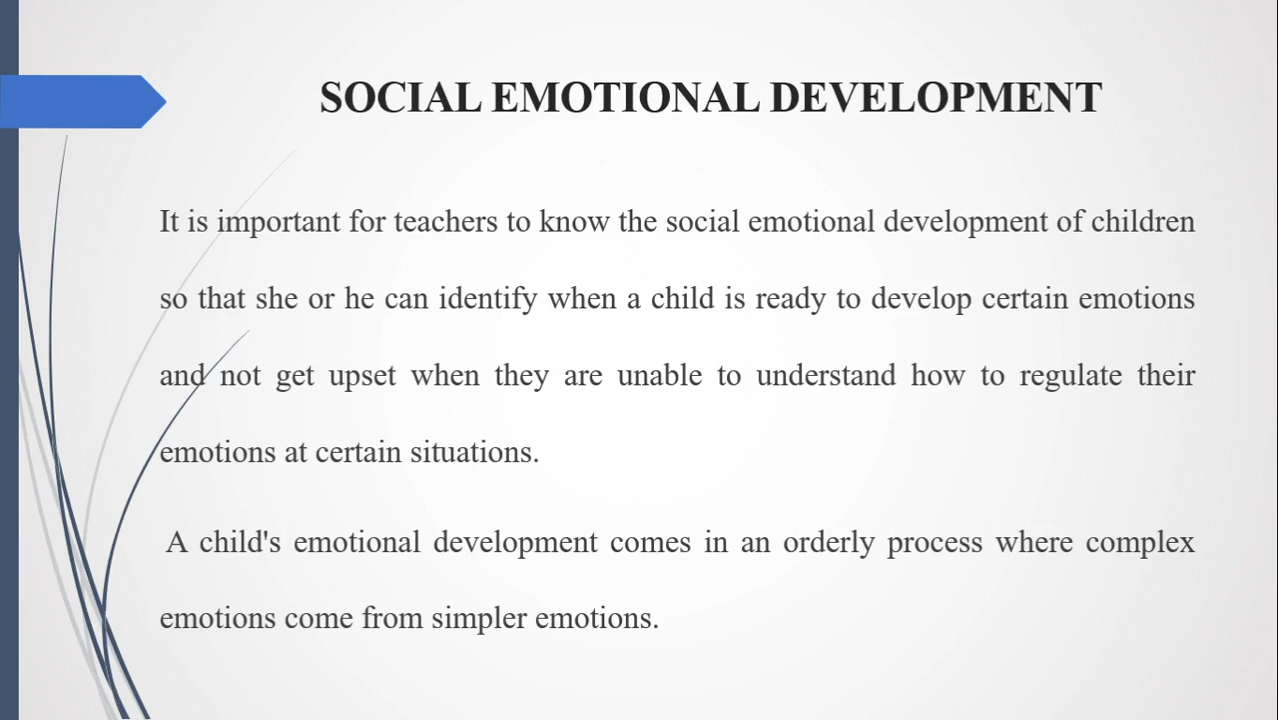 SOCIAL EMOTIONAL DEVELOPMENT
It is important for teachers to know the social emotional development of children
so that she or he can identify when a child is ready to develop certain emotions
and not get upset when they are unable to understand how to regulate their
emotions at certain situations.
A child's emotional development comes in an orderly process where complex
emotions come from simpler emotions.